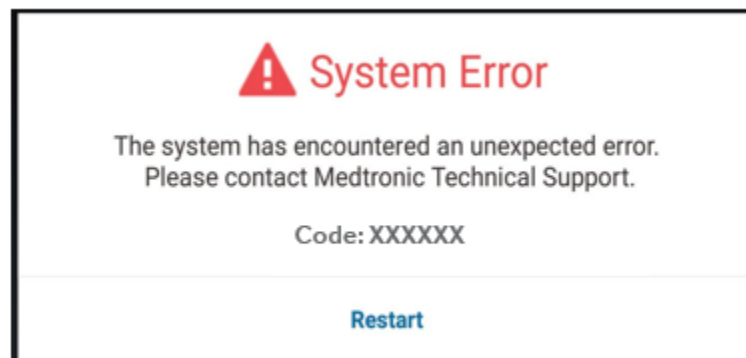 System Error
The system has encountered an unexpected error.
Please contact Medtronic Technical Support.
Code: XXXXXX
Restart